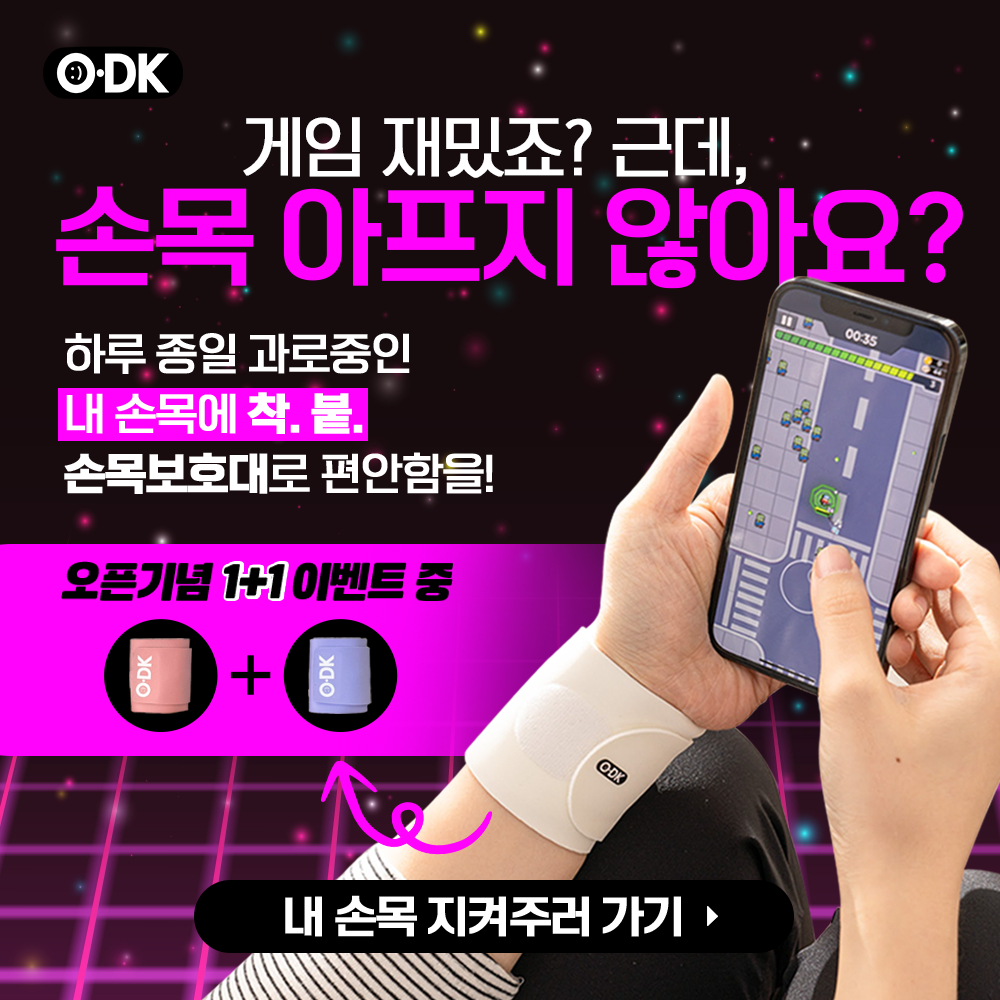 O·DK
게임 재밌죠? 근데,
손목 아프지 않아요?
하루 종일 과로중인
내 손목에 착. 붙.
손목보호대로 편안함을!
오픈기념 1+1 이벤트 중
O·DK + O·DK
00:35
3
O·DK
내 손목 지켜주러 가기